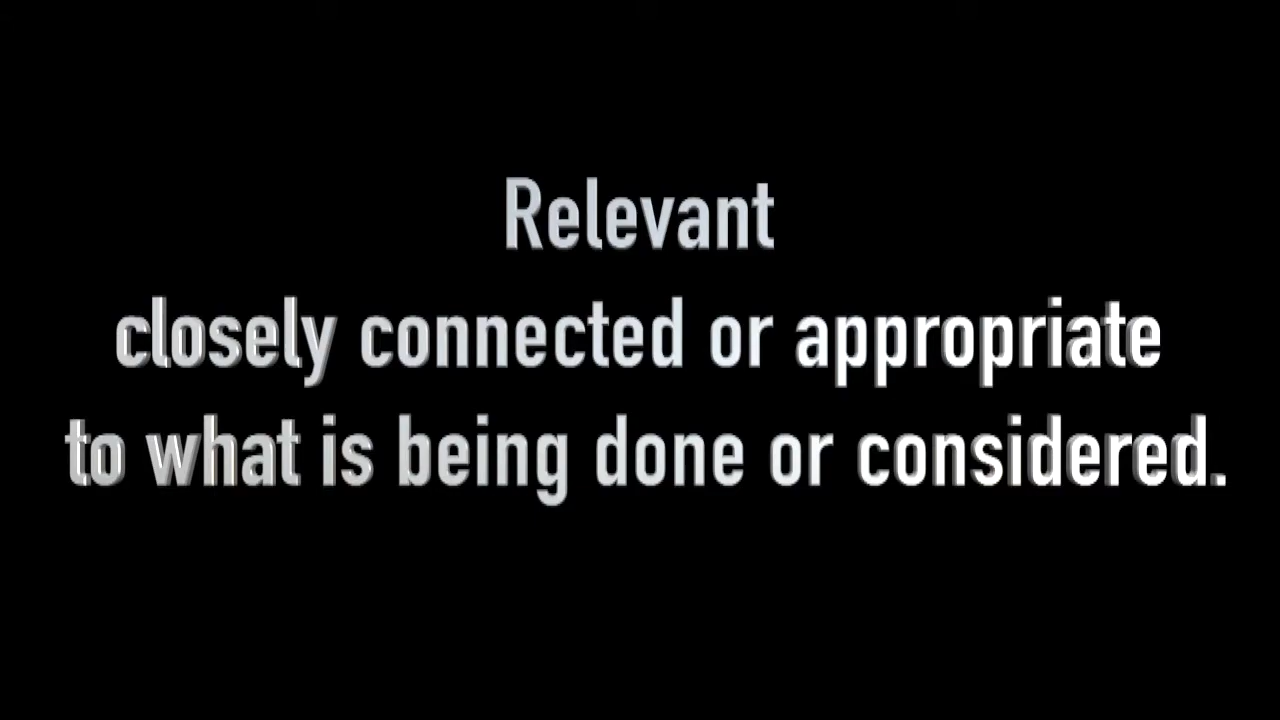 Relevant
closely connected or appropriate
to what is being done or considered.